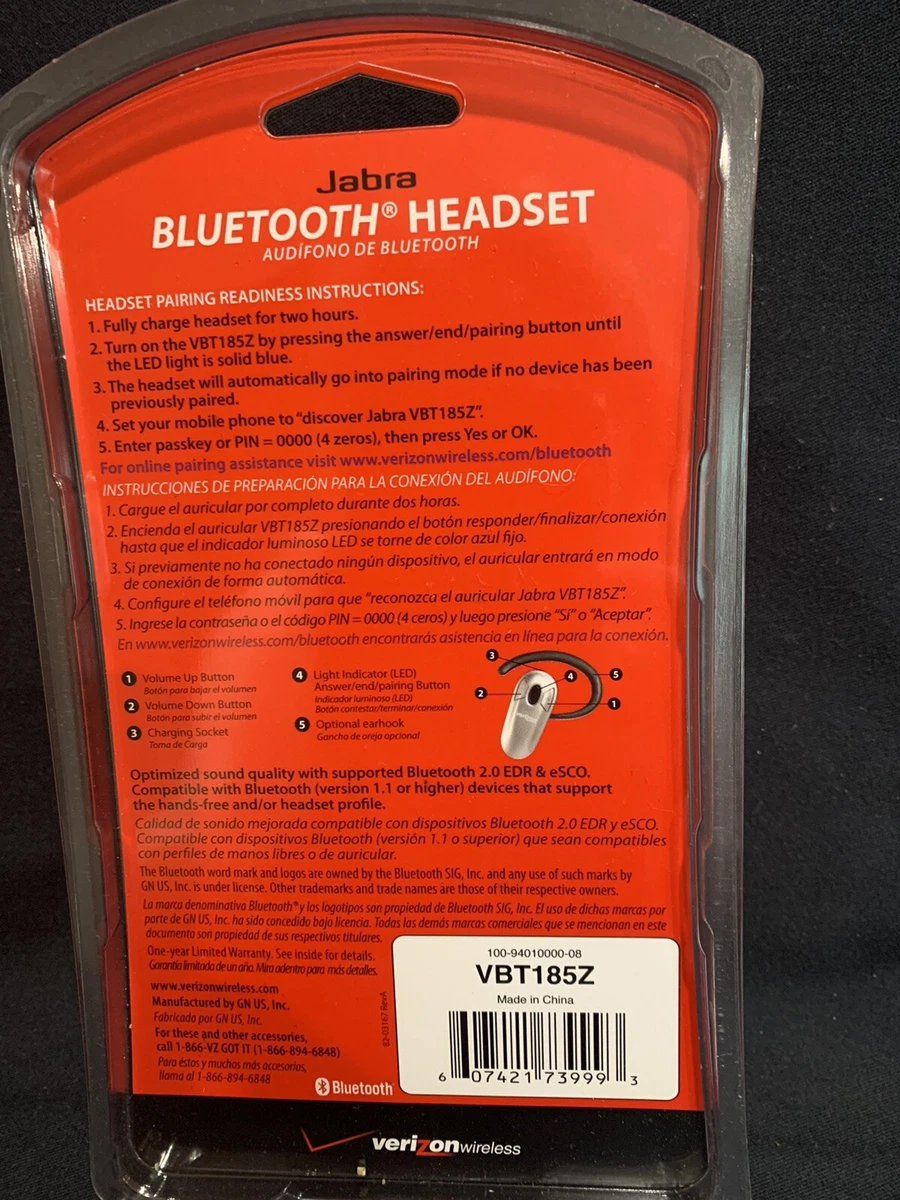 Jabra
BLUETOOTH® HEADSET
AUDÍFONO DE BLUETOOTH
HEADSET PAIRING READINESS INSTRUCTIONS:
1. Fully charge headset for two hours.
2. Turn on the VBT185Z by pressing the answer/end/pairing button until
the LED light is solid blue.
3. The headset will automatically go into pairing mode if no device has been
previously paired.
4. Set your mobile phone to “discover Jabra VBT185Z”.
5. Enter passkey or PIN = 0000 (4 zeros), then press Yes or OK.
For online pairing assistance visit www.verizonwireless.com/bluetooth
INSTRUCCIONES DE PREPARACIÓN PARA LA CONEXIÓN DEL AUDÍFONO:
1. Cargue el auricular por completo durante dos horas.
2. Encienda el auricular VBT185Z presionando el botón responder/finalizar/conexión
hasta que el indicador luminoso LED se torne de color azul fijo.
3. Si previamente no ha conectado ningún dispositivo, el auricular entrará en modo
de conexión de forma automática.
4. Configure el teléfono móvil para que “reconozca el auricular Jabra VBT185Z”.
5. Ingrese la contraseña o el código PIN = 0000 (4 ceros) y luego presione “Sí” o “Aceptar”.
En www.verizonwireless.com/bluetooth encontrarás asistencia en línea para la conexión.
1 Volume Up Button
Botón para bajar el volumen
2 Volume Down Button
Botón para subir el volumen
3 Charging Socket
Toma de Carga
4 Light Indicator (LED)
Answer/end/pairing Button
Indicador luminoso (LED)
Botón contestar/terminar/conexión
5 Optional earhook
Gancho de oreja opcional
3
4
5
2
1
Optimized sound quality with supported Bluetooth 2.0 EDR & eSCO.
Compatible with Bluetooth (version 1.1 or higher) devices that support
the hands-free and/or headset profile.
Calidad de sonido mejorada compatible con dispositivos Bluetooth 2.0 EDR y eSCO.
Compatible con dispositivos Bluetooth (versión 1.1 o superior) que sean compatibles
con perfiles de manos libres o de auricular.
The Bluetooth word mark and logos are owned by the Bluetooth SIG, Inc. and any use of such marks by
GN US, Inc. is under license. Other trademarks and trade names are those of their respective owners.
La marca denominativa Bluetooth® y los logotipos son propiedad de Bluetooth SIG, Inc. El uso de dichas marcas por
parte de GN US, Inc. ha sido concedido bajo licencia. Todas las demás marcas comerciales que se mencionan en este
documento son propiedad de sus respectivos titulares.
One-year Limited Warranty. See inside for details.
Garantía limitada de un año. Mira adentro para más detalles.
www.verizonwireless.com
Manufactured by GN US, Inc.
Fabricado por GN US, Inc.
For these and other accessories,
call 1-866-VZ GOT IT (1-866-894-6848)
Para éstos y muchos más accesorios,
llama al 1-866-894-6848
82-03167 RevA
Bluetooth®
100-94010000-08
VBT185Z
Made in China
6 07421 73999 3
verizonwireless